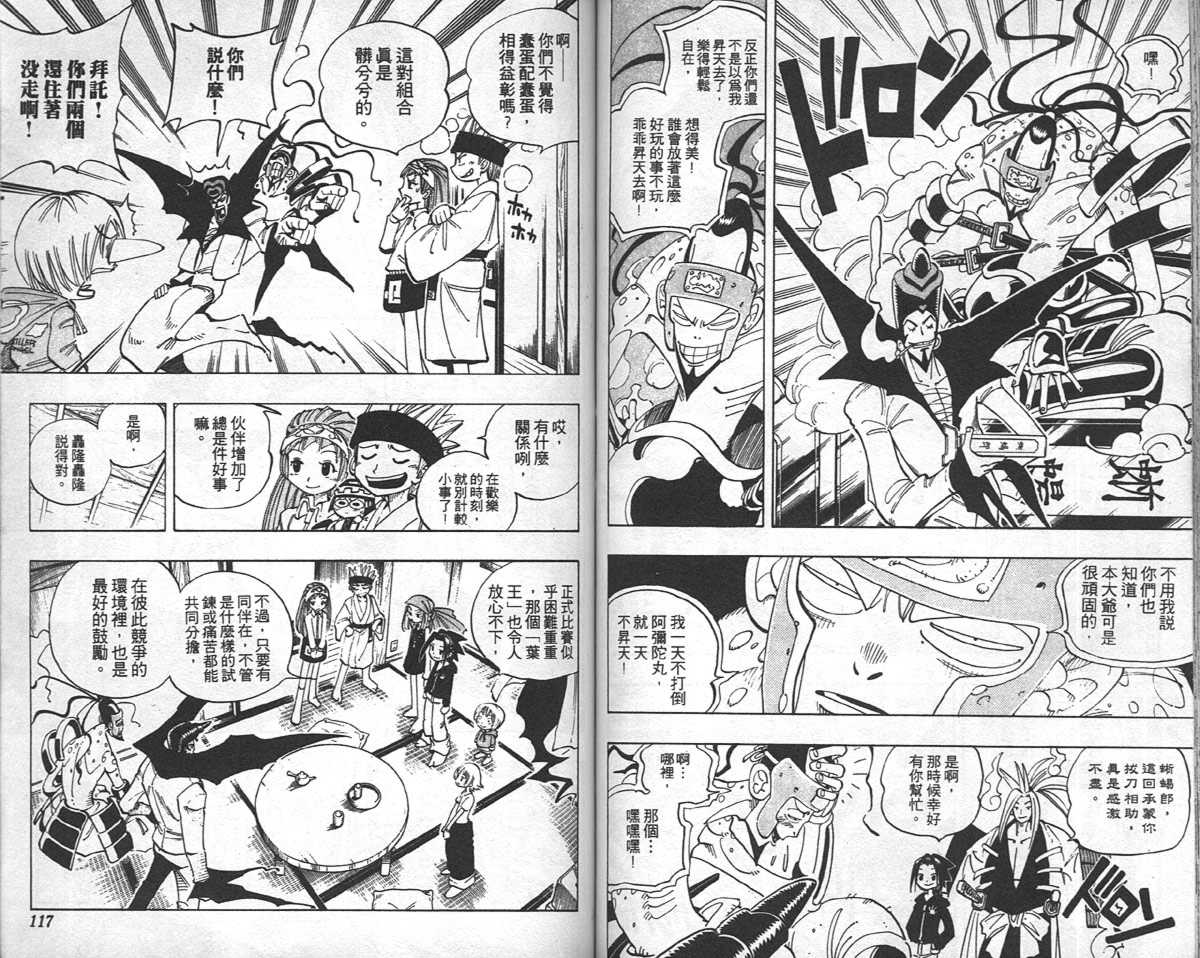 嘿！
ドロン
反正你們還
不是以為我
昇天去了，
樂得輕鬆
自在，
想得美！
誰會放著這麼
好玩的事不玩，
乖乖昇天去啊！
蜥蜴
不用我說
你們也
知道，
本大爺可是
很頑固的，
我一天不打倒
阿彌陀丸，
就一天
不昇天！
蜥蜴郎，
這回承蒙你
拔刀相助，
真是感激
不盡。
是啊，
那時候幸好
有你幫忙。
啊…
哪裡
那個…
嘿嘿嘿！
ドロン
啊——
你們不覺得
蠢蛋配蠢蛋，
相得益彰嗎？
這對組合
真是
髒兮兮的。
ホカ
ホカ
你們
說什麼！
拜託！
你們兩個
還住著
没走啊！
KILLER
哎，
有什麼
關係咧，
在歡樂
的時刻，
就別計較
小事了！
伙伴增加了
總是件好事
嘛。
是啊，
轟隆轟隆
說得對。
正式比賽似
乎困難重重
，那個「葉
王」也令人
放心不下，
不過，只要有
同伴在，不管
是什麼樣的試
鍊或痛苦都能
共同分擔，
在彼此競爭的
環境裡，也是
最好的鼓勵。
117